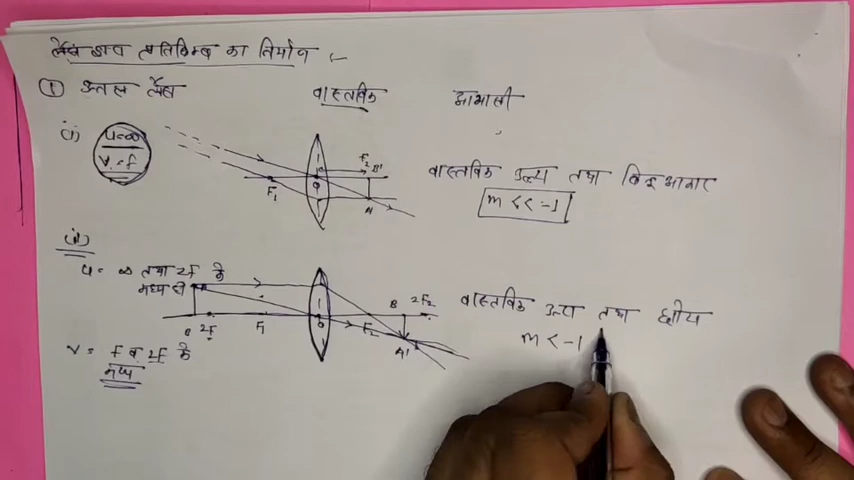 लेंस द्वारा प्रतिबिम्ब का निर्माण :-
① उत्तल लेंस वास्तविक आभासी
(i) u=∞
v=f
F₁ O F₂ B' A'
वास्तविक उल्टा तथा बिन्दु आकार
m << -1
(ii)
u = ∞ तथा 2F के
मध्य हो
B 2F F₁ O F₂ B' 2F₂ A'
वास्तविक उल्टा तथा छोटा
m < -1
v = F व 2F के
मध्य